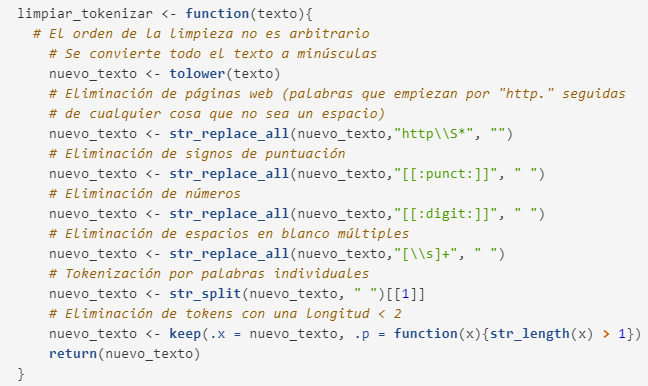 limpiar_tokenizar <- function(texto){
# El orden de la limpieza no es arbitrario
# Se convierte todo el texto a minúsculas
nuevo_texto <- tolower(texto)
# Eliminación de páginas web (palabras que empiezan por "http." seguidas
# de cualquier cosa que no sea un espacio)
nuevo_texto <- str_replace_all(nuevo_texto,"http\\S*", "")
# Eliminación de signos de puntuación
nuevo_texto <- str_replace_all(nuevo_texto,"[[:punct:]]", " ")
# Eliminación de números
nuevo_texto <- str_replace_all(nuevo_texto,"[[:digit:]]", " ")
# Eliminación de espacios en blanco múltiples
nuevo_texto <- str_replace_all(nuevo_texto,"[\\s]+", " ")
# Tokenización por palabras individuales
nuevo_texto <- str_split(nuevo_texto, " ")[[1]]
# Eliminación de tokens con una longitud < 2
nuevo_texto <- keep(.x = nuevo_texto, .p = function(x){str_length(x) > 1})
return(nuevo_texto)
}